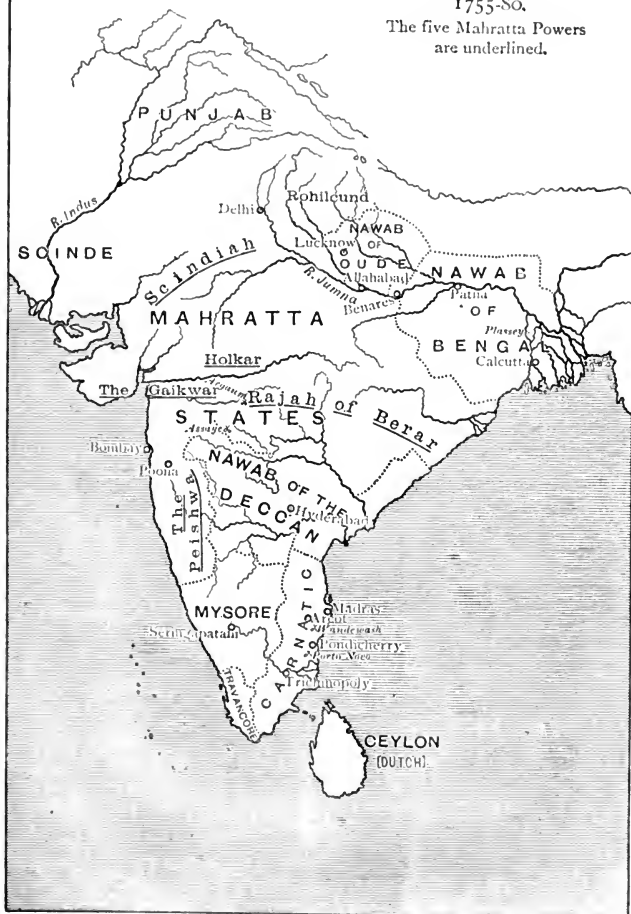 1755-80.
The five Mahratta Powers
are underlined.
PUNJAB
R. Indus
Delhi
Rohilcund
SCINDE
Scindiah
Lucknow
NAWAB
OF
OUDE
Allahabad
R. Jumna
Benares
NAWAB
Patna
OF
BENGAL
Plassey
Calcutta
MAHRATTA
Holkar
The Gaikwar
Rajah of Berar
STATES
Assaye
Bombay
Poona
The
Peishwa
NAWAB OF THE
DECCAN
Hyderabad
MYSORE
Seringapatam
CARNATIC
Madras
Arcot
Wandewash
Pondicherry
Porto Novo
Trichinopoly
TRAVANCORE
CEYLON
(DUTCH)